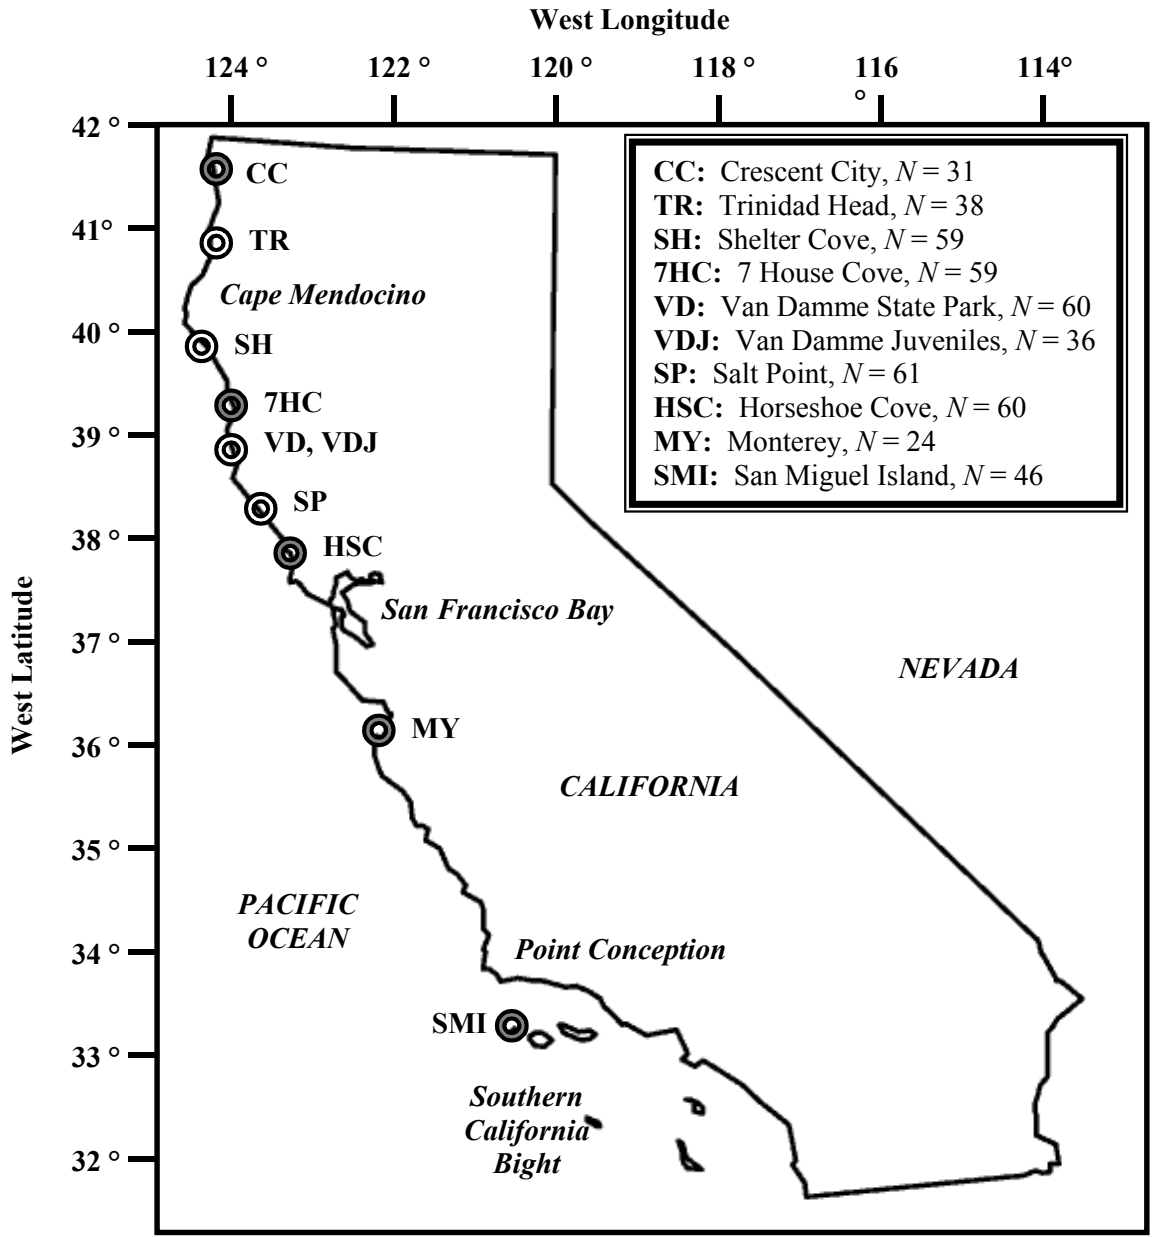 West Longitude
124 ° 122 ° 120 ° 118 ° 116 ° 114°
42 °
CC: Crescent City, N = 31
TR: Trinidad Head, N = 38
SH: Shelter Cove, N = 59
7HC: 7 House Cove, N = 59
VD: Van Damme State Park, N = 60
VDJ: Van Damme Juveniles, N = 36
SP: Salt Point, N = 61
HSC: Horseshoe Cove, N = 60
MY: Monterey, N = 24
SMI: San Miguel Island, N = 46
CC
41°
TR
Cape Mendocino
40 °
SH
7HC
39 °
VD, VDJ
SP
38 °
HSC
San Francisco Bay
37 °
NEVADA
West Latitude
MY
36 °
CALIFORNIA
35 °
PACIFIC
OCEAN
34 °
Point Conception
SMI
33 °
Southern
California
Bight
32 °